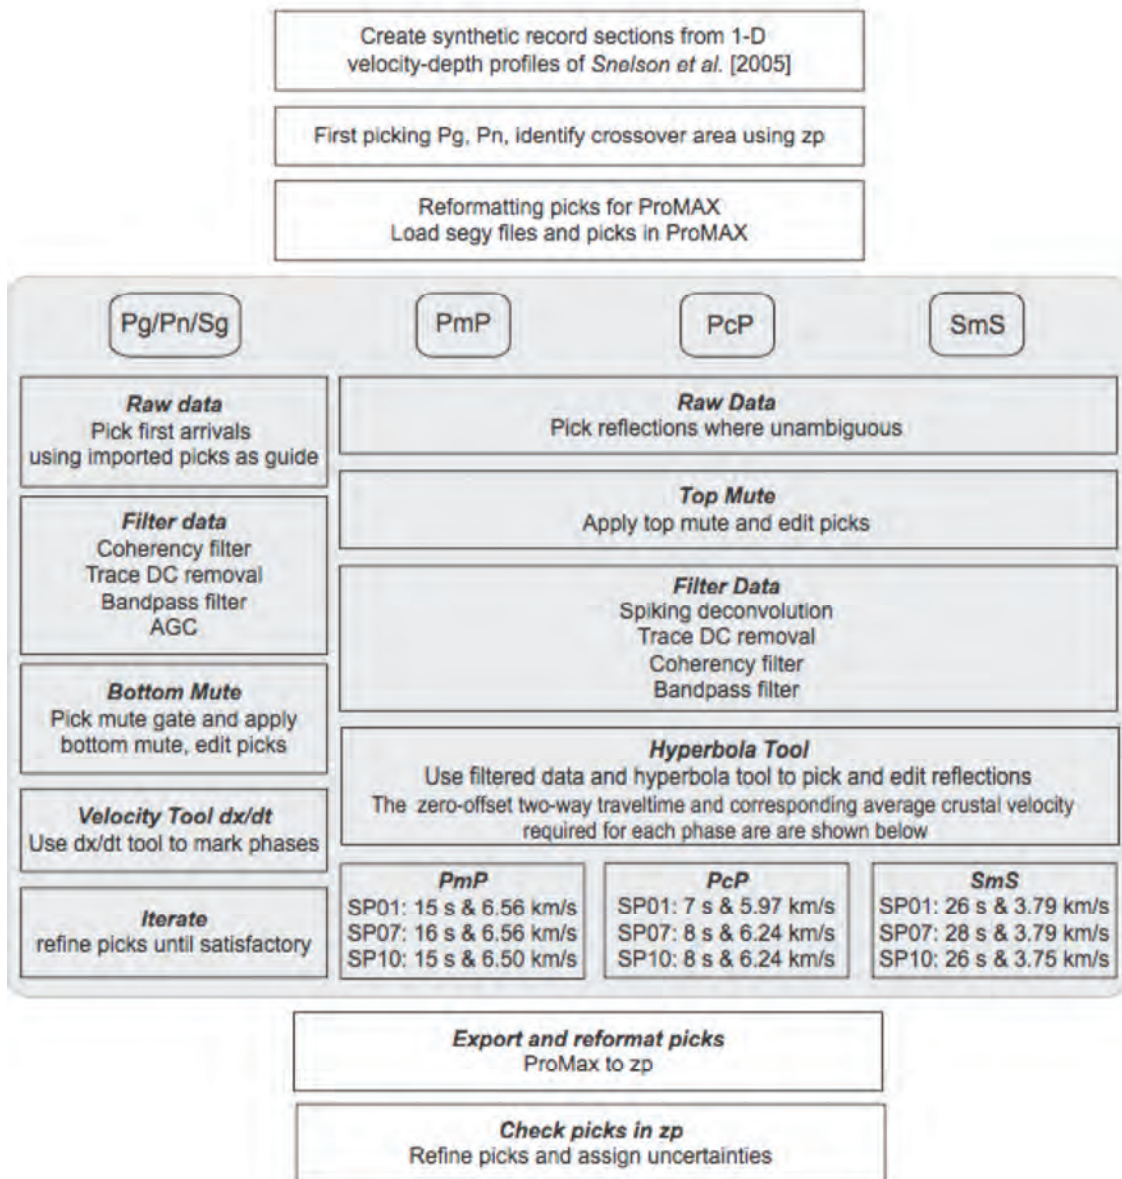 Create synthetic record sections from 1-D
velocity-depth profiles of Snelson et al. [2005]
First picking Pg, Pn, identify crossover area using zp
Reformatting picks for ProMAX
Load segy files and picks in ProMAX
Pg/Pn/Sg
PmP
PcP
SmS
Raw data
Pick first arrivals
using imported picks as guide
Filter data
Coherency filter
Trace DC removal
Bandpass filter
AGC
Bottom Mute
Pick mute gate and apply
bottom mute, edit picks
Velocity Tool dx/dt
Use dx/dt tool to mark phases
Iterate
refine picks until satisfactory
Raw Data
Pick reflections where unambiguous
Top Mute
Apply top mute and edit picks
Filter Data
Spiking deconvolution
Trace DC removal
Coherency filter
Bandpass filter
Hyperbola Tool
Use filtered data and hyperbola tool to pick and edit reflections
The zero-offset two-way traveltime and corresponding average crustal velocity
required for each phase are are shown below
PmP
SP01: 15 s & 6.56 km/s
SP07: 16 s & 6.56 km/s
SP10: 15 s & 6.50 km/s
PcP
SP01: 7 s & 5.97 km/s
SP07: 8 s & 6.24 km/s
SP10: 8 s & 6.24 km/s
SmS
SP01: 26 s & 3.79 km/s
SP07: 28 s & 3.79 km/s
SP10: 26 s & 3.75 km/s
Export and reformat picks
ProMax to zp
Check picks in zp
Refine picks and assign uncertainties